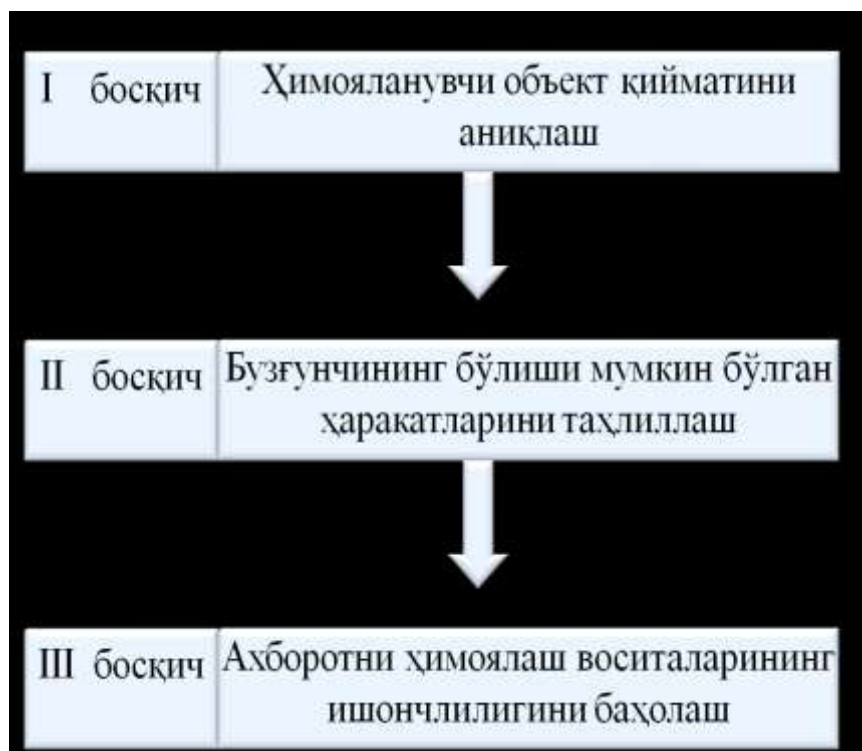 I босқич
Ҳимояланувчи объект қийматини
аниқлаш
II босқич
Бузғунчининг бўлиши мумкин бўлган
ҳаракатларини таҳлиллаш
III босқич
Ахборотни ҳимоялаш воситаларининг
ишончлилигини баҳолаш